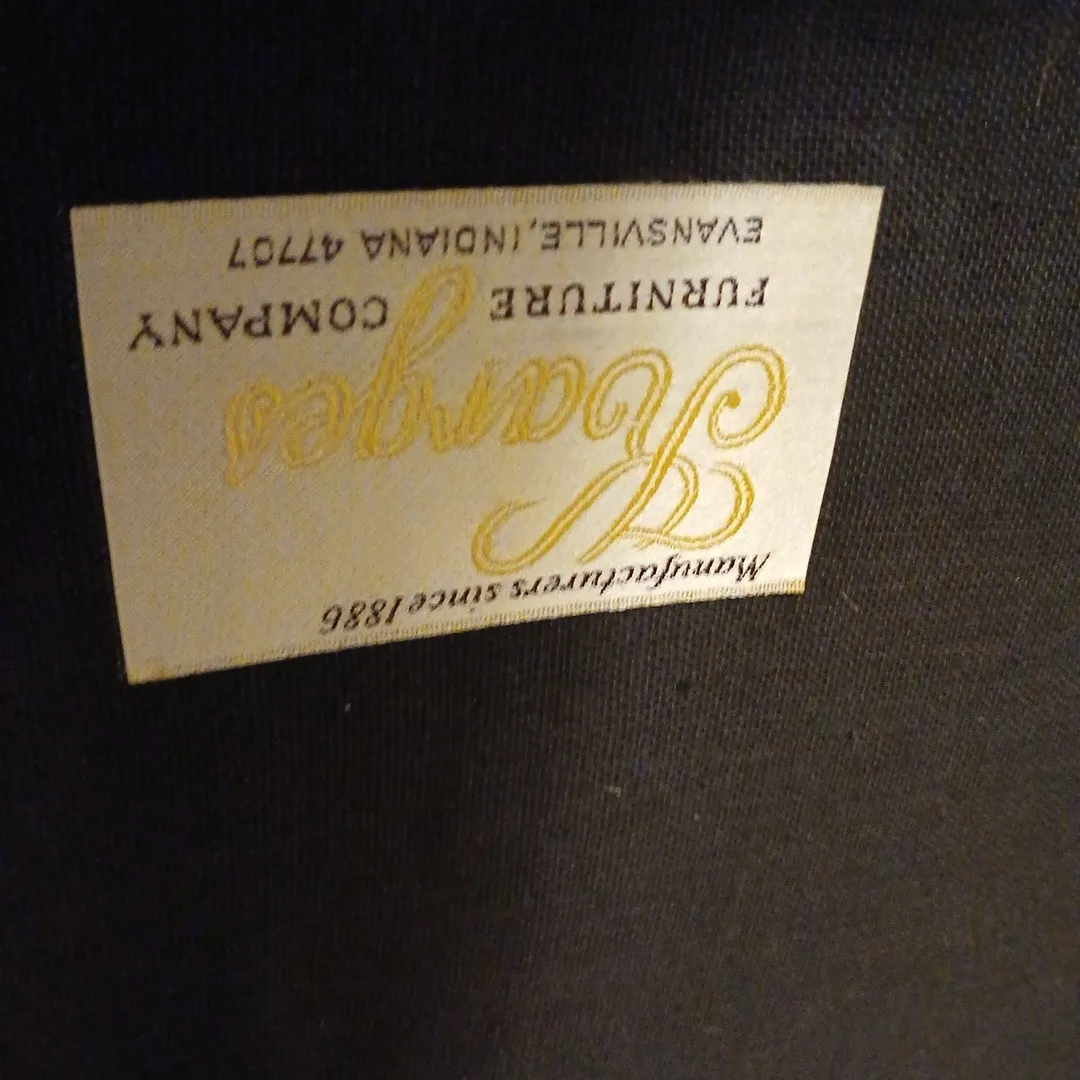 Manufacturers since 1886
Karges
FURNITURE COMPANY
EVANSVILLE, INDIANA 47707